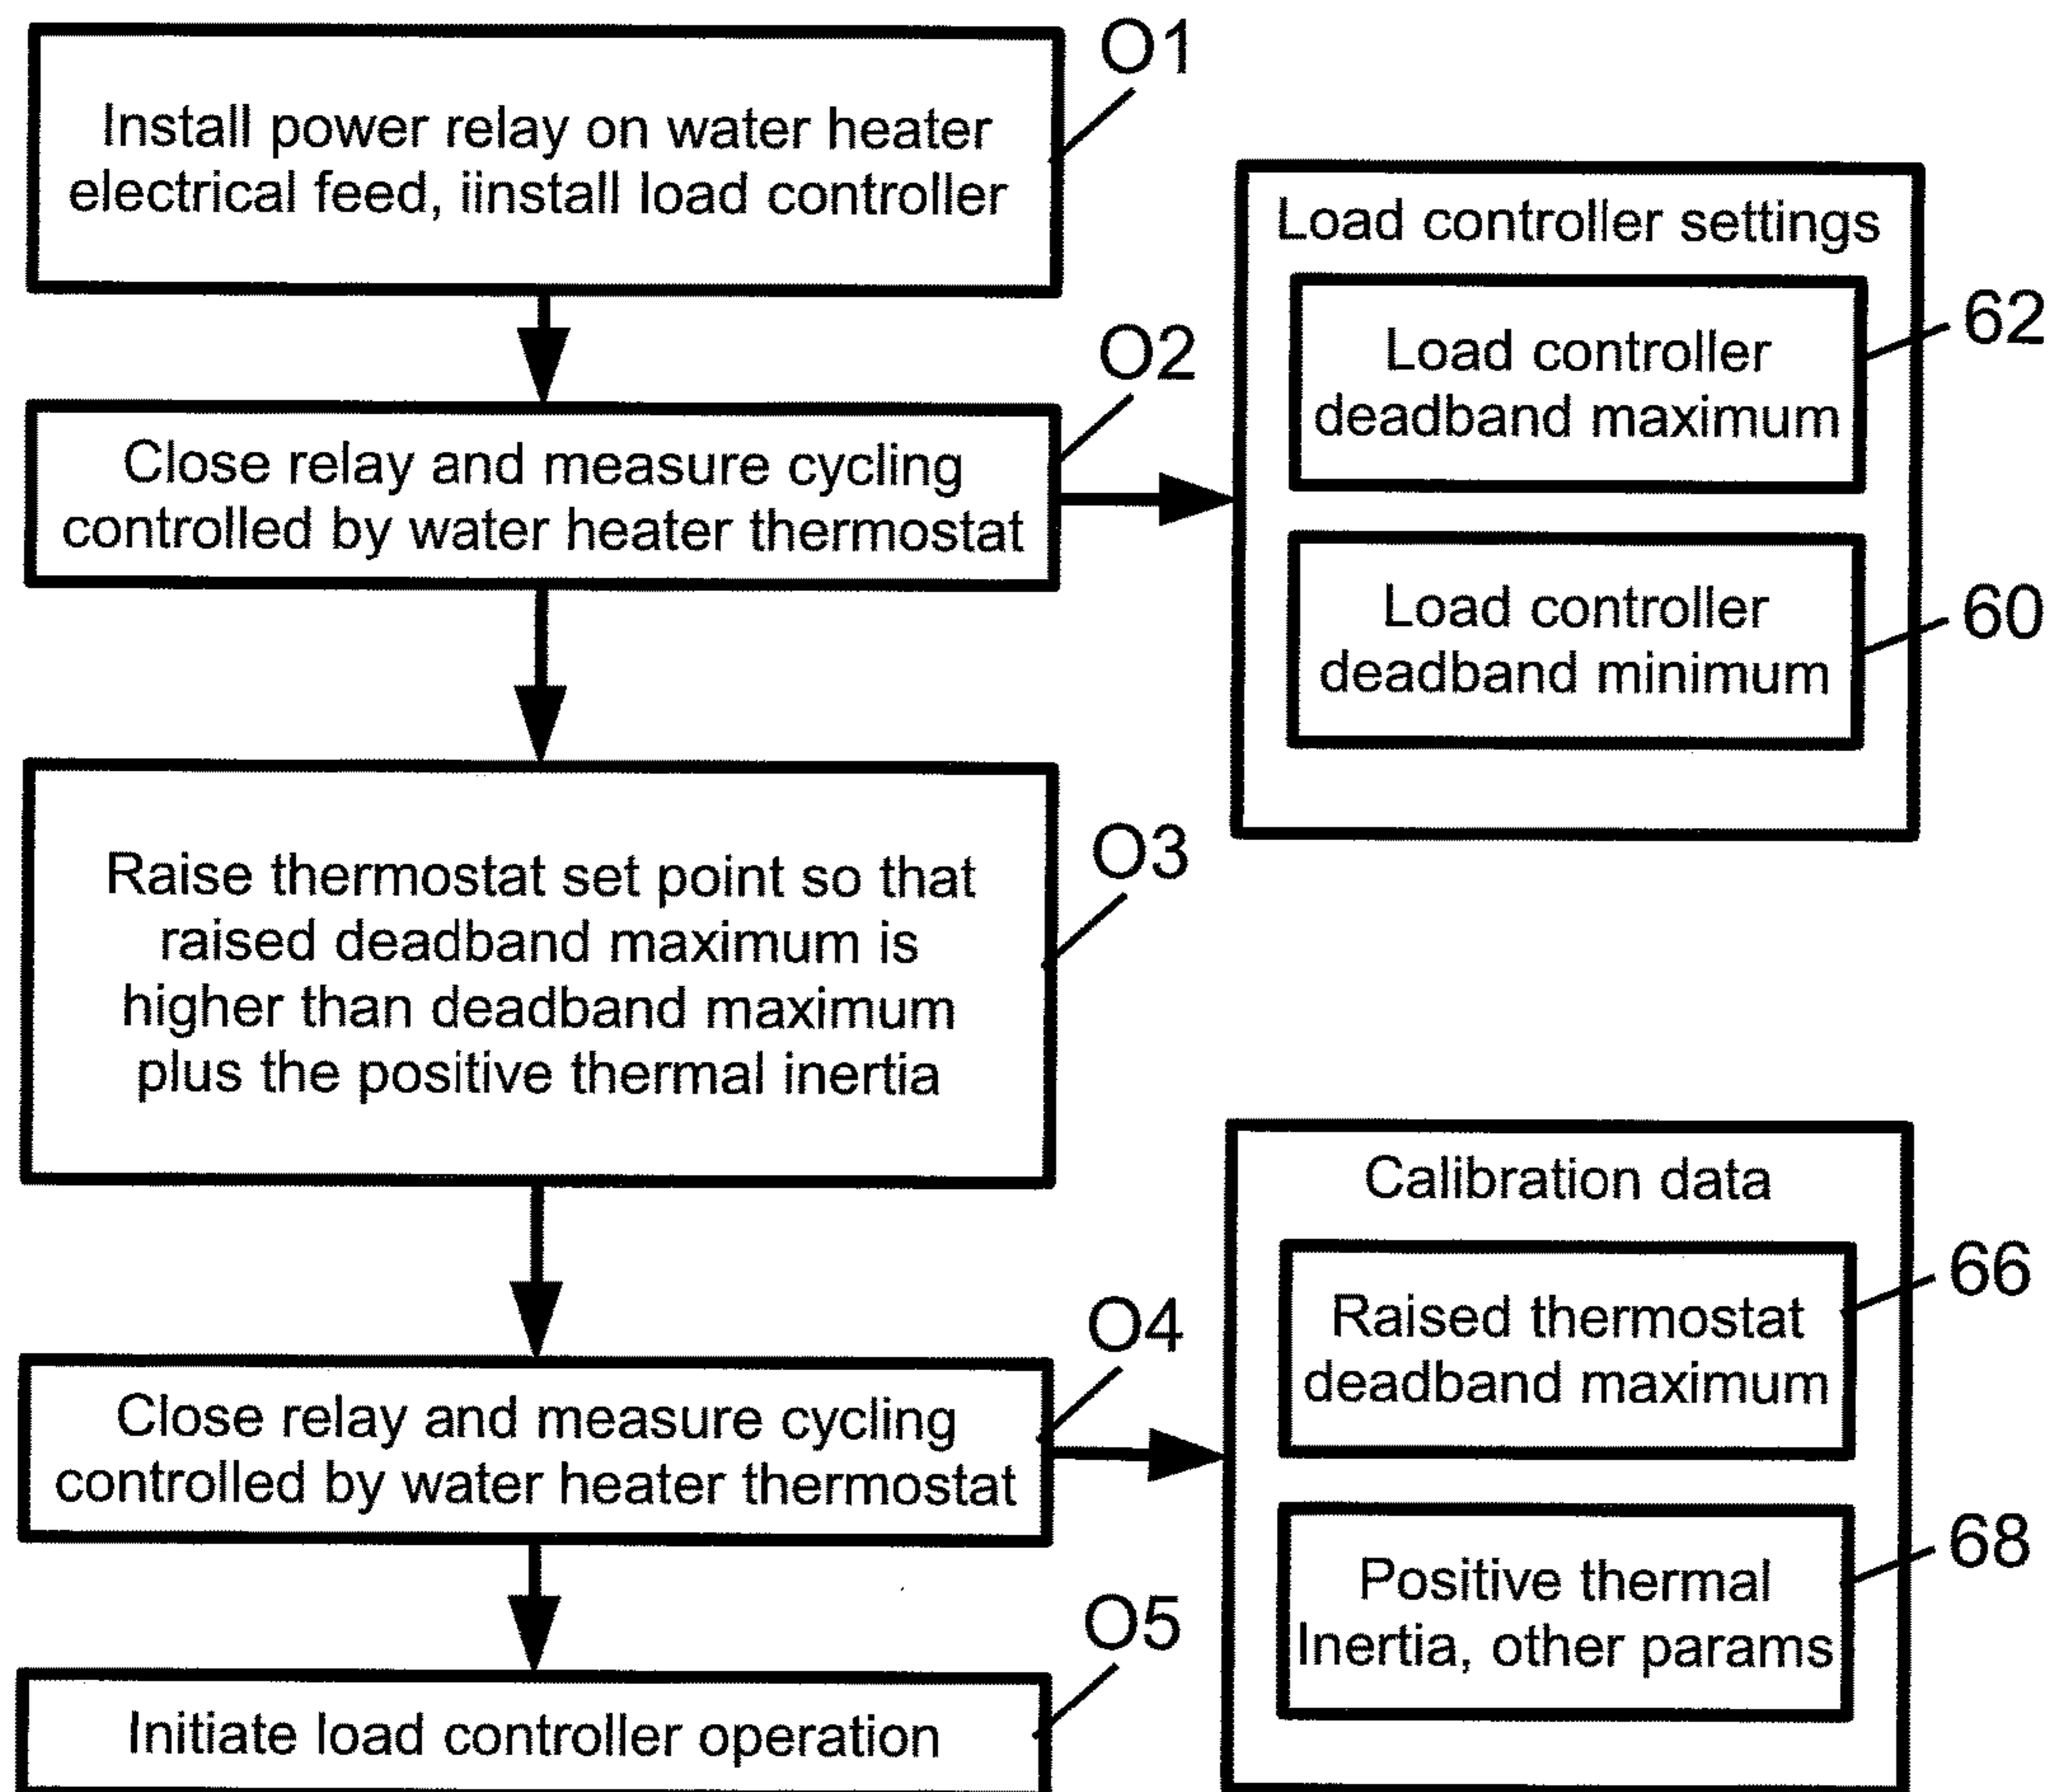 O1
Install power relay on water heater
electrical feed, iinstall load controller
O2
Close relay and measure cycling
controlled by water heater thermostat
Load controller settings
62
Load controller
deadband maximum
60
Load controller
deadband minimum
O3
Raise thermostat set point so that
raised deadband maximum is
higher than deadband maximum
plus the positive thermal inertia
O4
Close relay and measure cycling
controlled by water heater thermostat
Calibration data
66
Raised thermostat
deadband maximum
68
Positive thermal
Inertia, other params
O5
Initiate load controller operation